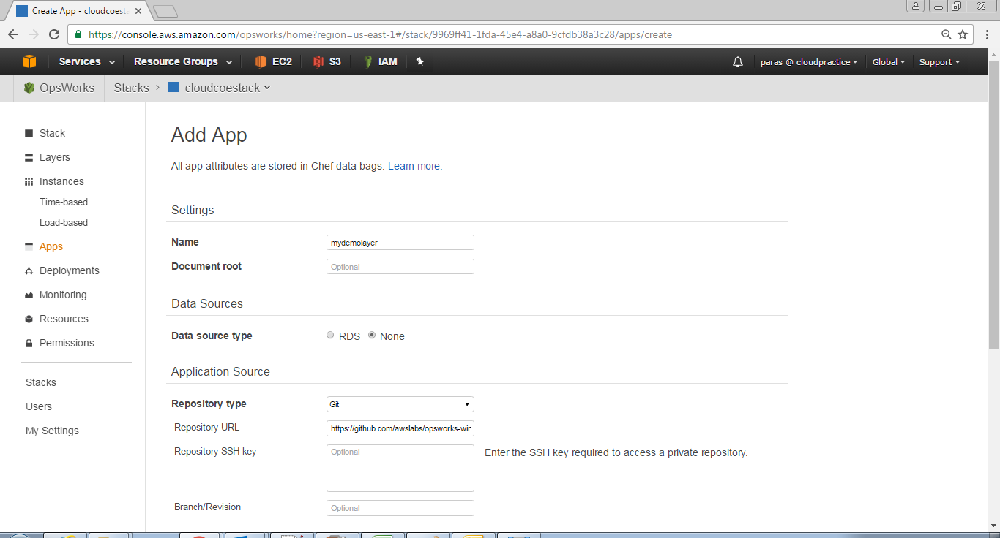 Create App - cloudcoest
https://console.aws.amazon.com/opsworks/home?region=us-east-1#/stack/9969ff41-1fda-45e4-a8a0-9cfdb38a3c28/apps/create
Services Resource Groups EC2 S3 IAM paras @ cloudpractice Global Support
OpsWorks Stacks > cloudcoestack
Stack
Layers
Instances
Time-based
Load-based
Apps
Deployments
Monitoring
Resources
Permissions
Stacks
Users
My Settings
Add App
All app attributes are stored in Chef data bags. Learn more.
Settings
Name mydemolayer
Document root Optional
Data Sources
Data source type RDS None
Application Source
Repository type Git
Repository URL https://github.com/awslabs/opsworks-wir
Repository SSH key Optional Enter the SSH key required to access a private repository.
Branch/Revision Optional